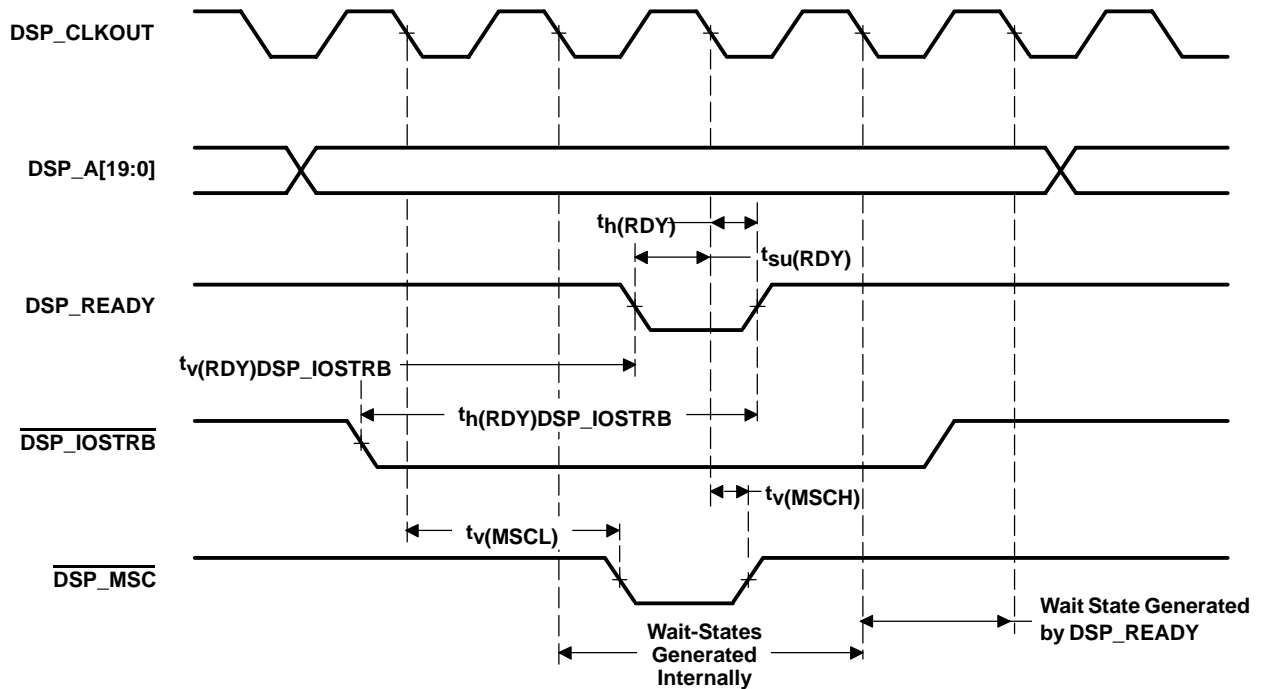 DSP_CLKOUT
DSP_A[19:0]
th(RDY)
tsu(RDY)
DSP_READY
tv(RDY)DSP_IOSTRB
th(RDY)DSP_IOSTRB
DSP_IOSTRB
tv(MSCH)
tv(MSCL)
DSP_MSC
Wait-States
Generated
Internally
Wait State Generated
by DSP_READY